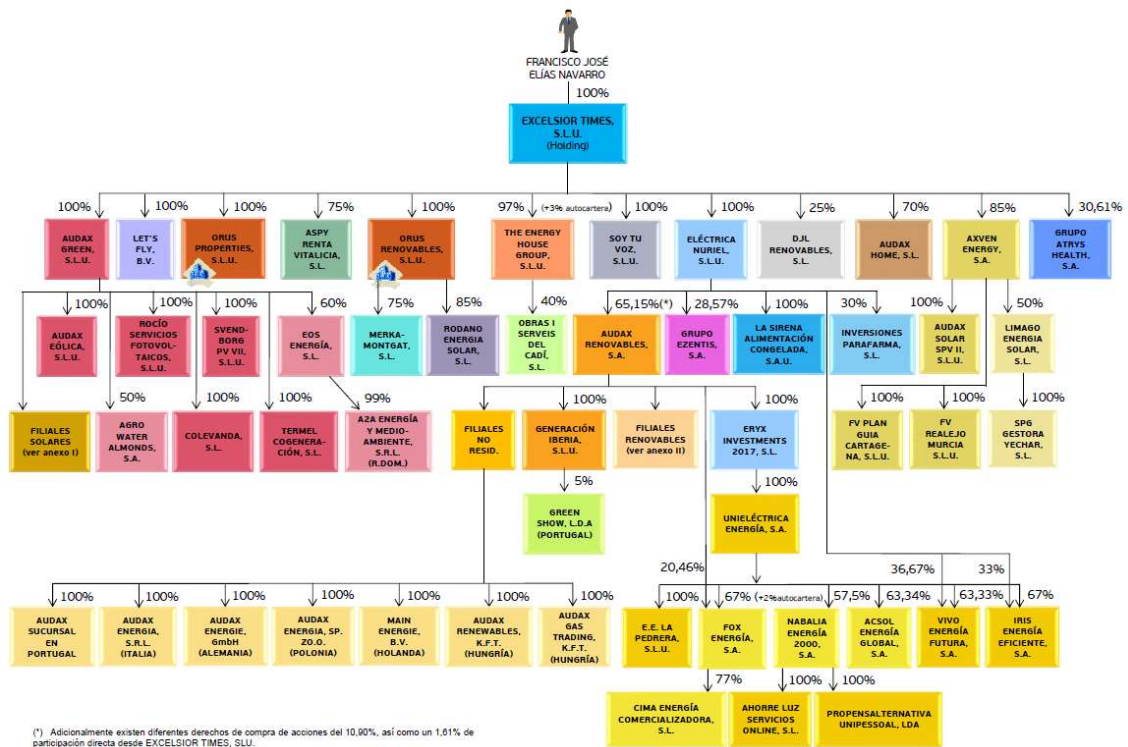 FRANCISCO JOSÉ
ELÍAS NAVARRO
100%
EXCELSIOR TIMES,
S.L.U.
(Holding)
100%
100%
100%
75%
100%
97% (+3% autocartera)
100%
100%
25%
70%
85%
30,61%
AUDAX
GREEN, S.L.U.
LET'S
FLY,
B.V.
ORUS
PROPERTIES,
S.L.U.
ASPY
RENTA
VITALICIA,
S.L.
ORUS
RENOVABLES,
S.L.U.
THE ENERGY
HOUSE
GROUP,
S.L.U.
SOY TU
VOZ,
S.L.U.
ELÉCTRICA
NURIEL,
S.L.U.
DJL
RENOVABLES,
S.L.
AUDAX
HOME, S.L.
AXVEN
ENERGY,
S.A.
GRUPO
ATRYS
HEALTH,
S.A.
100%
100%
100%
60%
75%
85%
40%
65,15%(*)
28,57%
100%
30%
100%
50%
AUDAX
EÓLICA,
S.L.U.
ROCÍO
SERVICIOS
FOTOVOL-
TAICOS,
S.L.U.
SVEND-
BORG
PV VII,
S.L.U.
EOS
ENERGÍA,
S.L.
MERKA-
MONTGAT,
S.L.
RODANO
ENERGIA
SOLAR,
S.L.
OBRAS I
SERVEIS
DEL
CADÍ,
S.L.
AUDAX
RENOVABLES,
S.A.
GRUPO
EZENTIS,
S.A.
LA SIRENA
ALIMENTACIÓN
CONGELADA,
S.A.U.
INVERSIONES
PARAFARMA,
S.L.
AUDAX
SOLAR
SPV II,
S.L.U.
LIMAGO
ENERGIA
SOLAR,
S.L.
50%
100%
100%
99%
100%
100%
100%
100%
100%
FILIALES
SOLARES
(ver anexo I)
AGRO
WATER
ALMONDS,
S.A.
COLEVANDA,
S.L.
TERMEL
COGENERA-
CIÓN, S.L.
A2A ENERGÍA
Y MEDIO-
AMBIENTE,
S.R.L.
(R.DOM.)
FILIALES
NO
RESID.
GENERACIÓN
IBERIA,
S.L.U.
FILIALES
RENOVABLES
(ver anexo II)
ERYX
INVESTMENTS
2017, S.L.
FV PLAN
GUIA
CARTAGE-
NA, S.L.U.
FV
REALEJO
MURCIA
S.L.U.
SPG
GESTORA
YECHAR,
S.L.
5%
100%
GREEN
SHOW, L.D.A
(PORTUGAL)
UNIELÉCTRICA
ENERGÍA, S.A.
20,46%
36,67%
33%
100%
100%
100%
100%
100%
100%
100%
100%
67% (+2%autocartera)
57,5%
63,34%
63,33%
67%
AUDAX
SUCURSAL
EN
PORTUGAL
AUDAX
ENERGIA,
S.R.L.
(ITALIA)
AUDAX
ENERGIE,
GmbH
(ALEMANIA)
AUDAX
ENERGIA, SP.
ZO.O.
(POLONIA)
MAIN
ENERGIE,
B.V.
(HOLANDA)
AUDAX
RENEWABLES,
K.F.T.
(HUNGRÍA)
AUDAX
GAS
TRADING,
K.F.T.
(HUNGRÍA)
E.E. LA
PEDRERA,
S.L.U.
FOX
ENERGÍA,
S.A.
NABALIA
ENERGÍA
2000,
S.A.
ACSOL
ENERGÍA
GLOBAL,
S.A.
VIVO
ENERGÍA
FUTURA,
S.A.
IRIS
ENERGÍA
EFICIENTE,
S.A.
77%
100%
100%
CIMA ENERGÍA
COMERCIALIZADORA,
S.L.
AHORRE LUZ
SERVICIOS
ONLINE, S.L.
PROPENSALTERNATIVA
UNIPESSOAL, LDA
(*) Adicionalmente existen diferentes derechos de compra de acciones del 10,90%, así como un 1,61% de
participación directa desde EXCELSIOR TIMES, SLU.